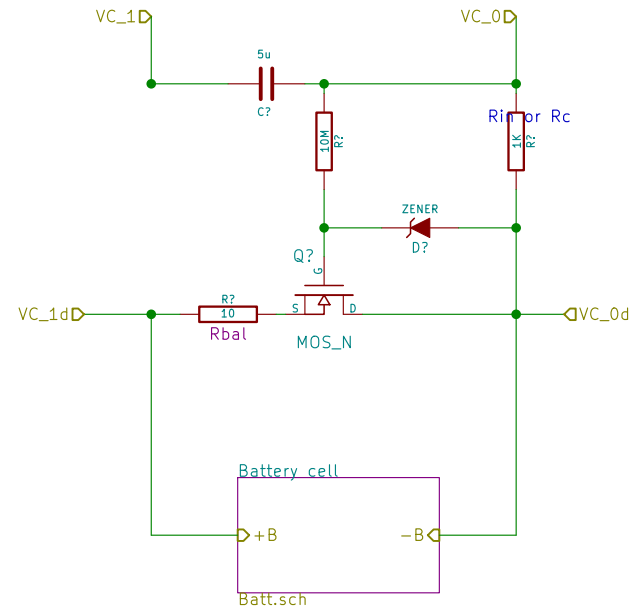 VC_1
VC_0
5u
C?
Rin or Rc
10M
R?
1K
R?
ZENER
D?
Q?
G
S
D
MOS_N
R?
10
Rbal
VC_1d
VC_0d
Battery cell
+B
-B
Batt.sch